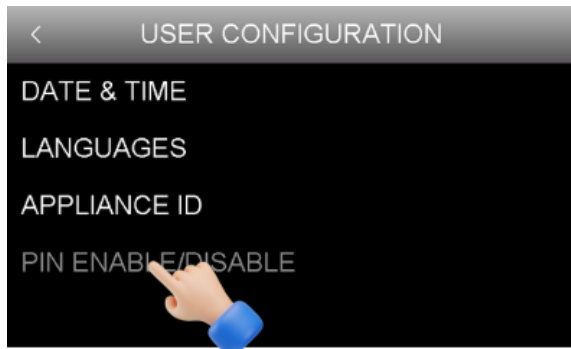 USER CONFIGURATION
DATE & TIME
LANGUAGES
APPLIANCE ID
PIN ENABLE/DISABLE